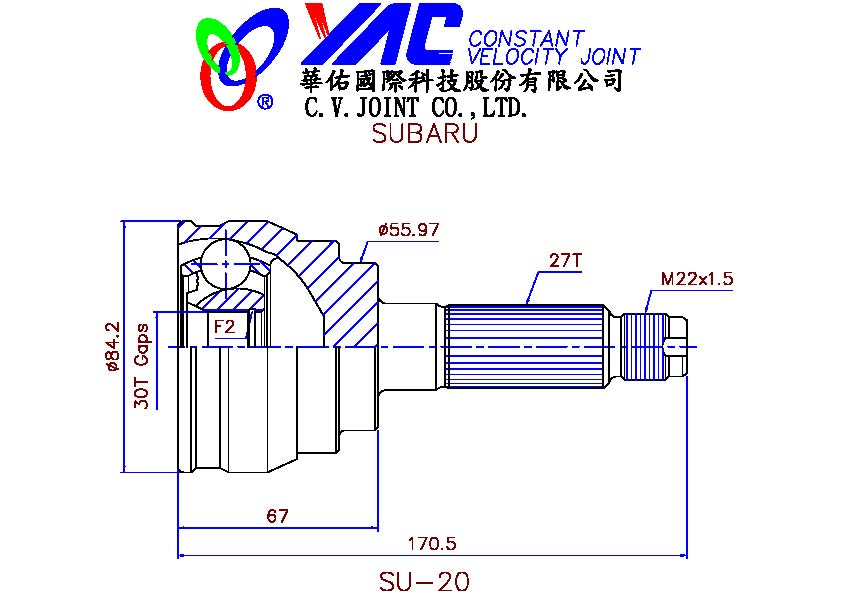 YAC CONSTANT
VELOCITY JOINT
®
華佑國際科技股份有限公司
C.V.JOINT CO.,LTD.
SUBARU
ø55.97
27T
M22x1.5
F2
ø84.2
30T Gaps
67
170.5
SU-20